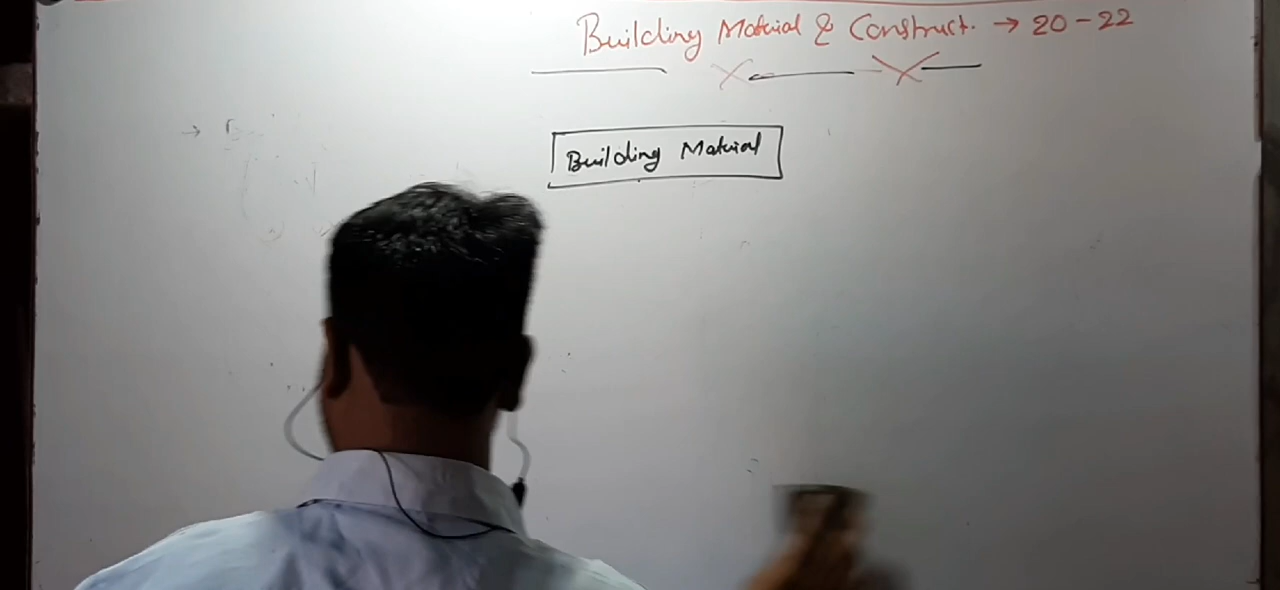 Building Material & Construct. → 20-22
Building Material